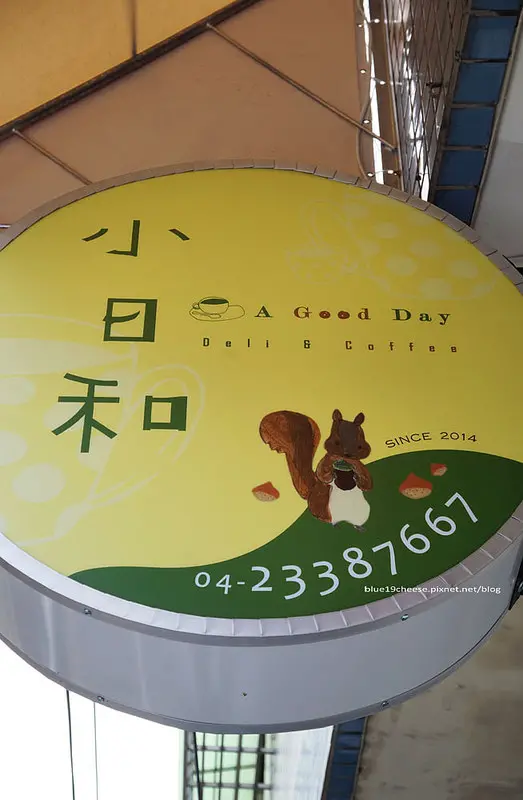 小日和
A Good Day
Deli & Coffee
SINCE 2014
04-23387667
blue19cheese.pixnet.net/blog